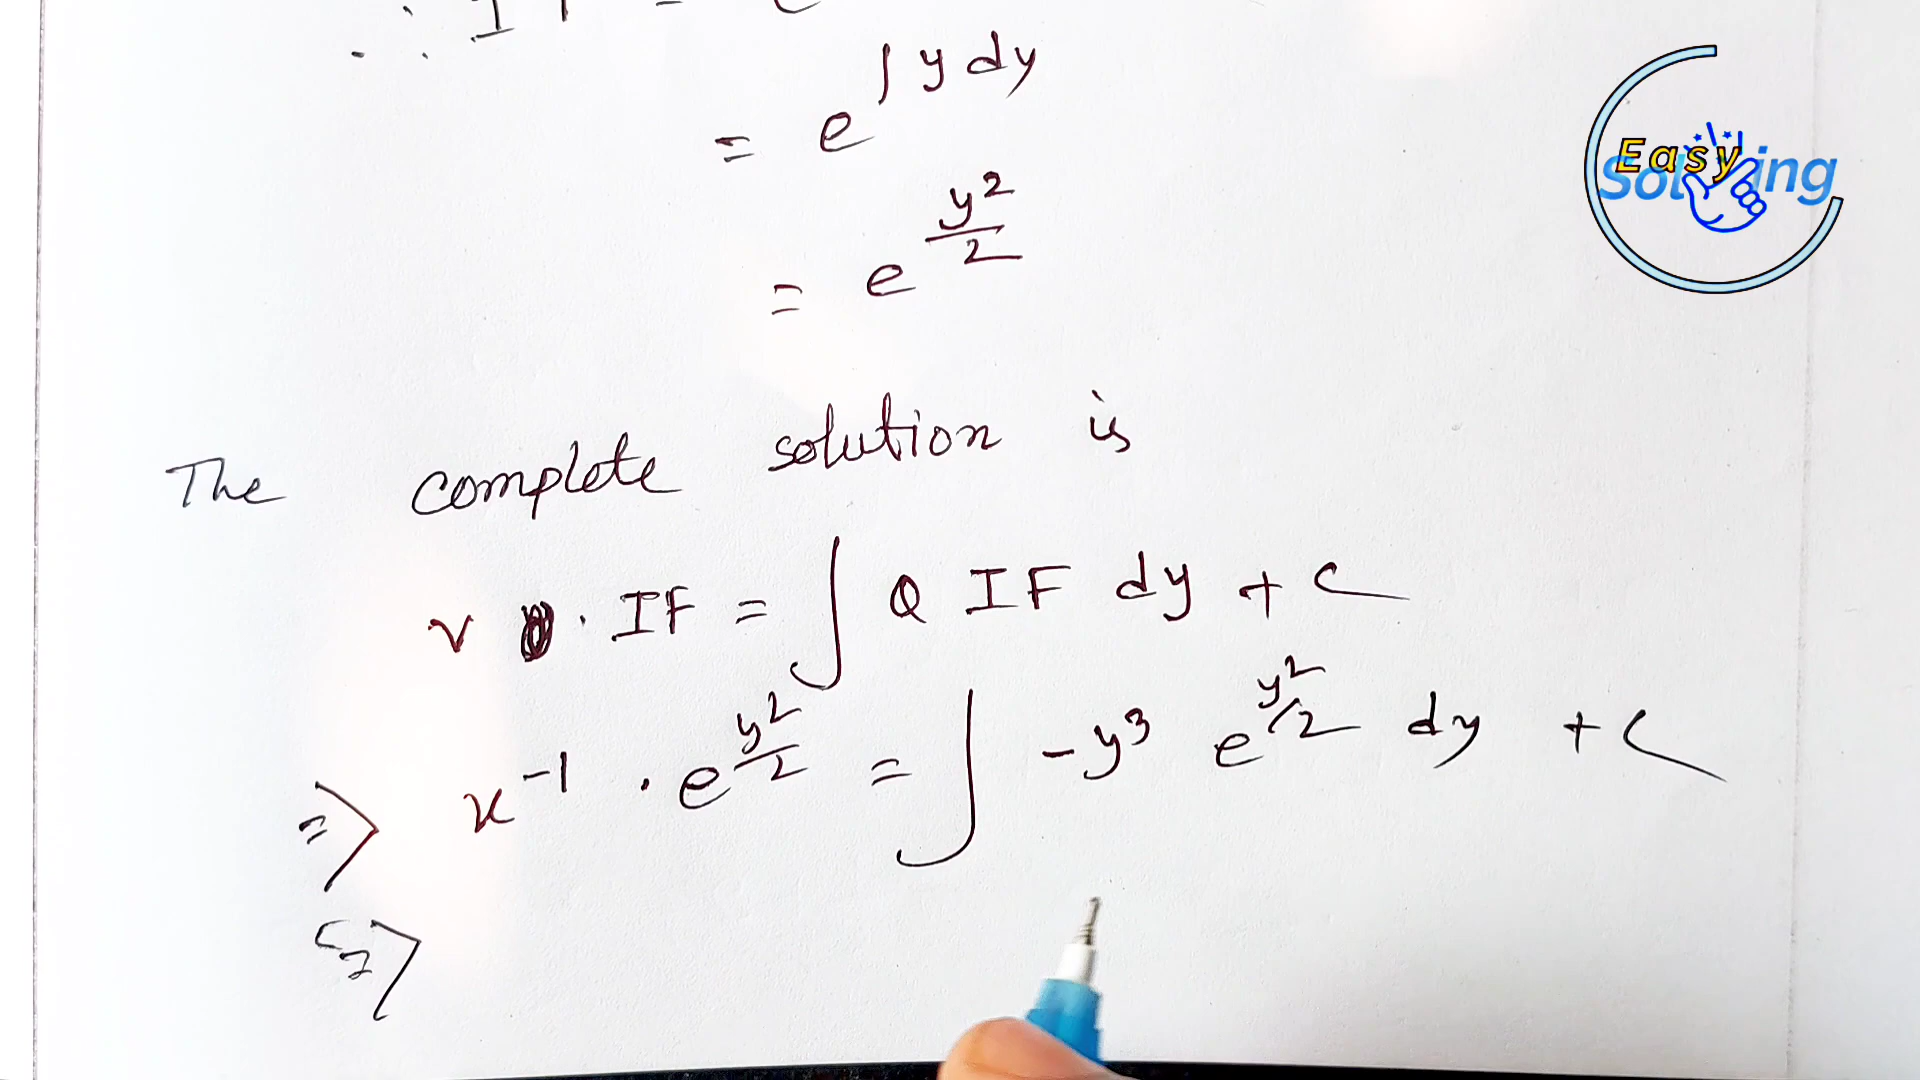 ∴ IF = e
= e^∫ y dy
= e^(y²/2)
Easy
Solving
The complete solution is
v · IF = ∫ Q IF dy + c
=> x⁻¹ · e^(y²/2) = ∫ -y³ e^(y²/2) dy + c
=>